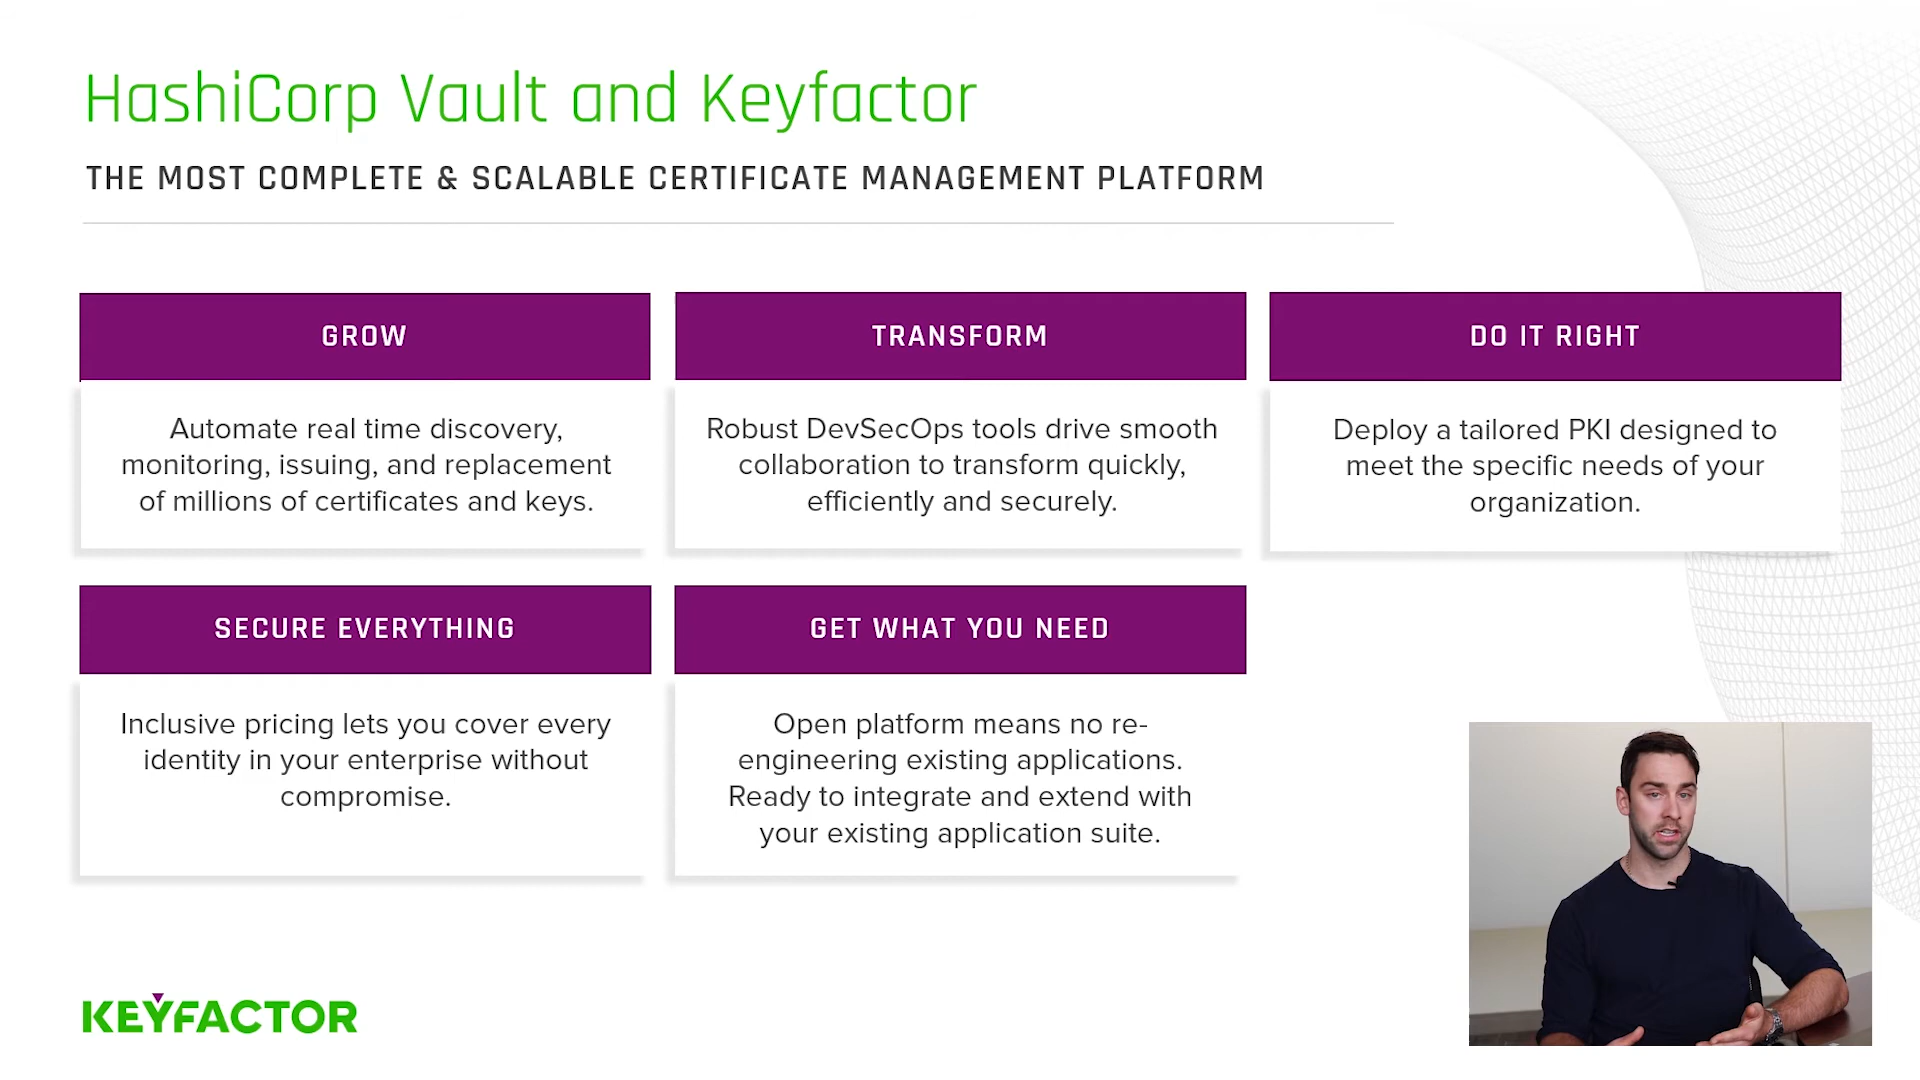 HashiCorp Vault and Keyfactor
THE MOST COMPLETE & SCALABLE CERTIFICATE MANAGEMENT PLATFORM
GROW
Automate real time discovery,
monitoring, issuing, and replacement
of millions of certificates and keys.
TRANSFORM
Robust DevSecOps tools drive smooth
collaboration to transform quickly,
efficiently and securely.
DO IT RIGHT
Deploy a tailored PKI designed to
meet the specific needs of your
organization.
SECURE EVERYTHING
Inclusive pricing lets you cover every
identity in your enterprise without
compromise.
GET WHAT YOU NEED
Open platform means no re-
engineering existing applications.
Ready to integrate and extend with
your existing application suite.
KEYFACTOR